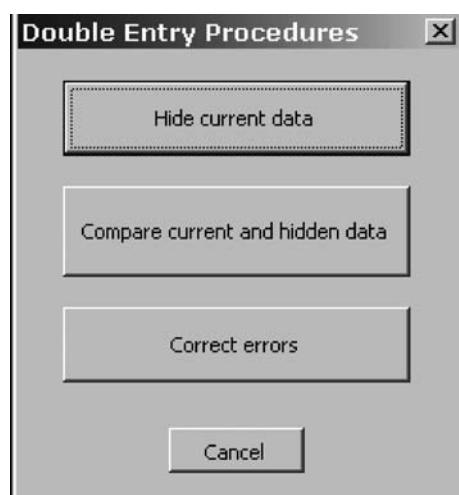 Double Entry Procedures
Hide current data
Compare current and hidden data
Correct errors
Cancel